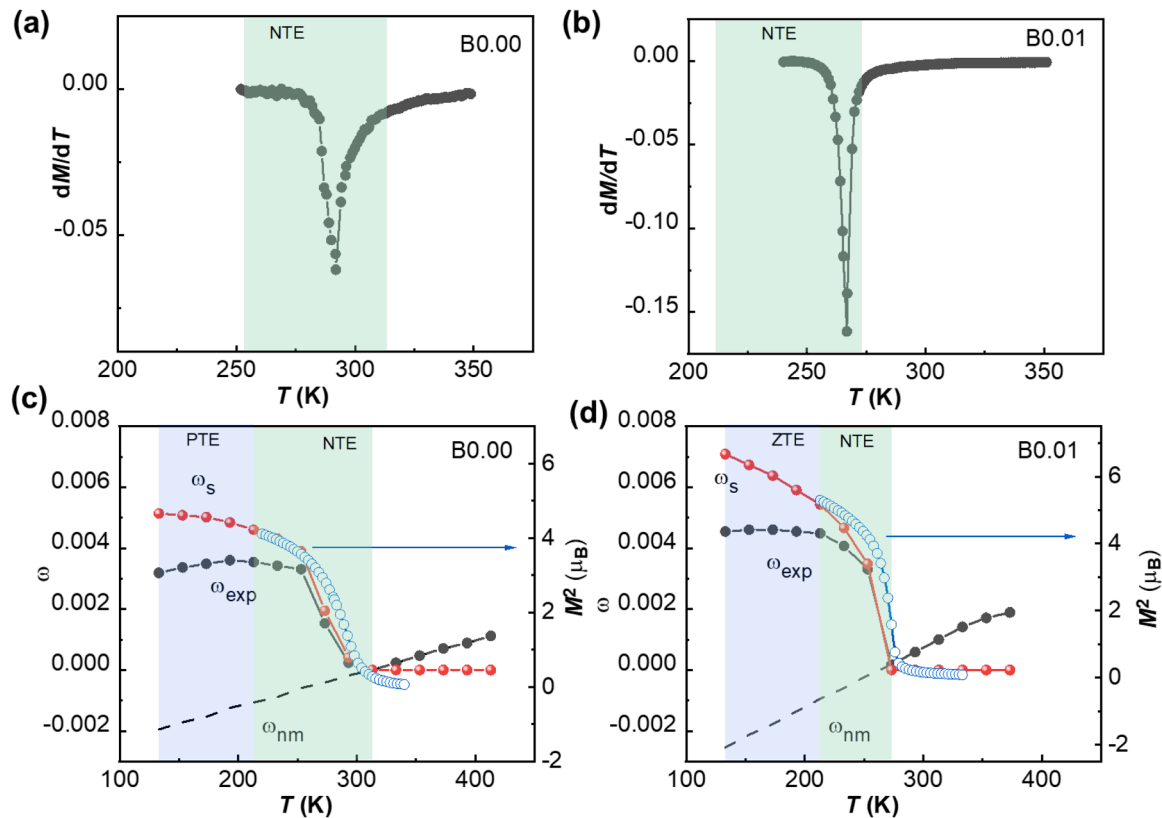 (a)
NTE
B0.00
0.00
-0.05
dM/dT
200 250 300 350
T (K)
(b)
NTE
B0.01
0.00
-0.05
-0.10
-0.15
dM/dT
200 250 300 350
T (K)
(c)
PTE NTE
B0.00
0.008
0.006
0.004
0.002
0.000
-0.002
ω
ωs
ωexp
ωnm
6
4
2
0
-2
M² (μB)
100 200 300 400
T (K)
(d)
ZTE NTE
B0.01
0.008
0.006
0.004
0.002
0.000
-0.002
ω
ωs
ωexp
ωnm
6
4
2
0
-2
M² (μB)
100 200 300 400
T (K)